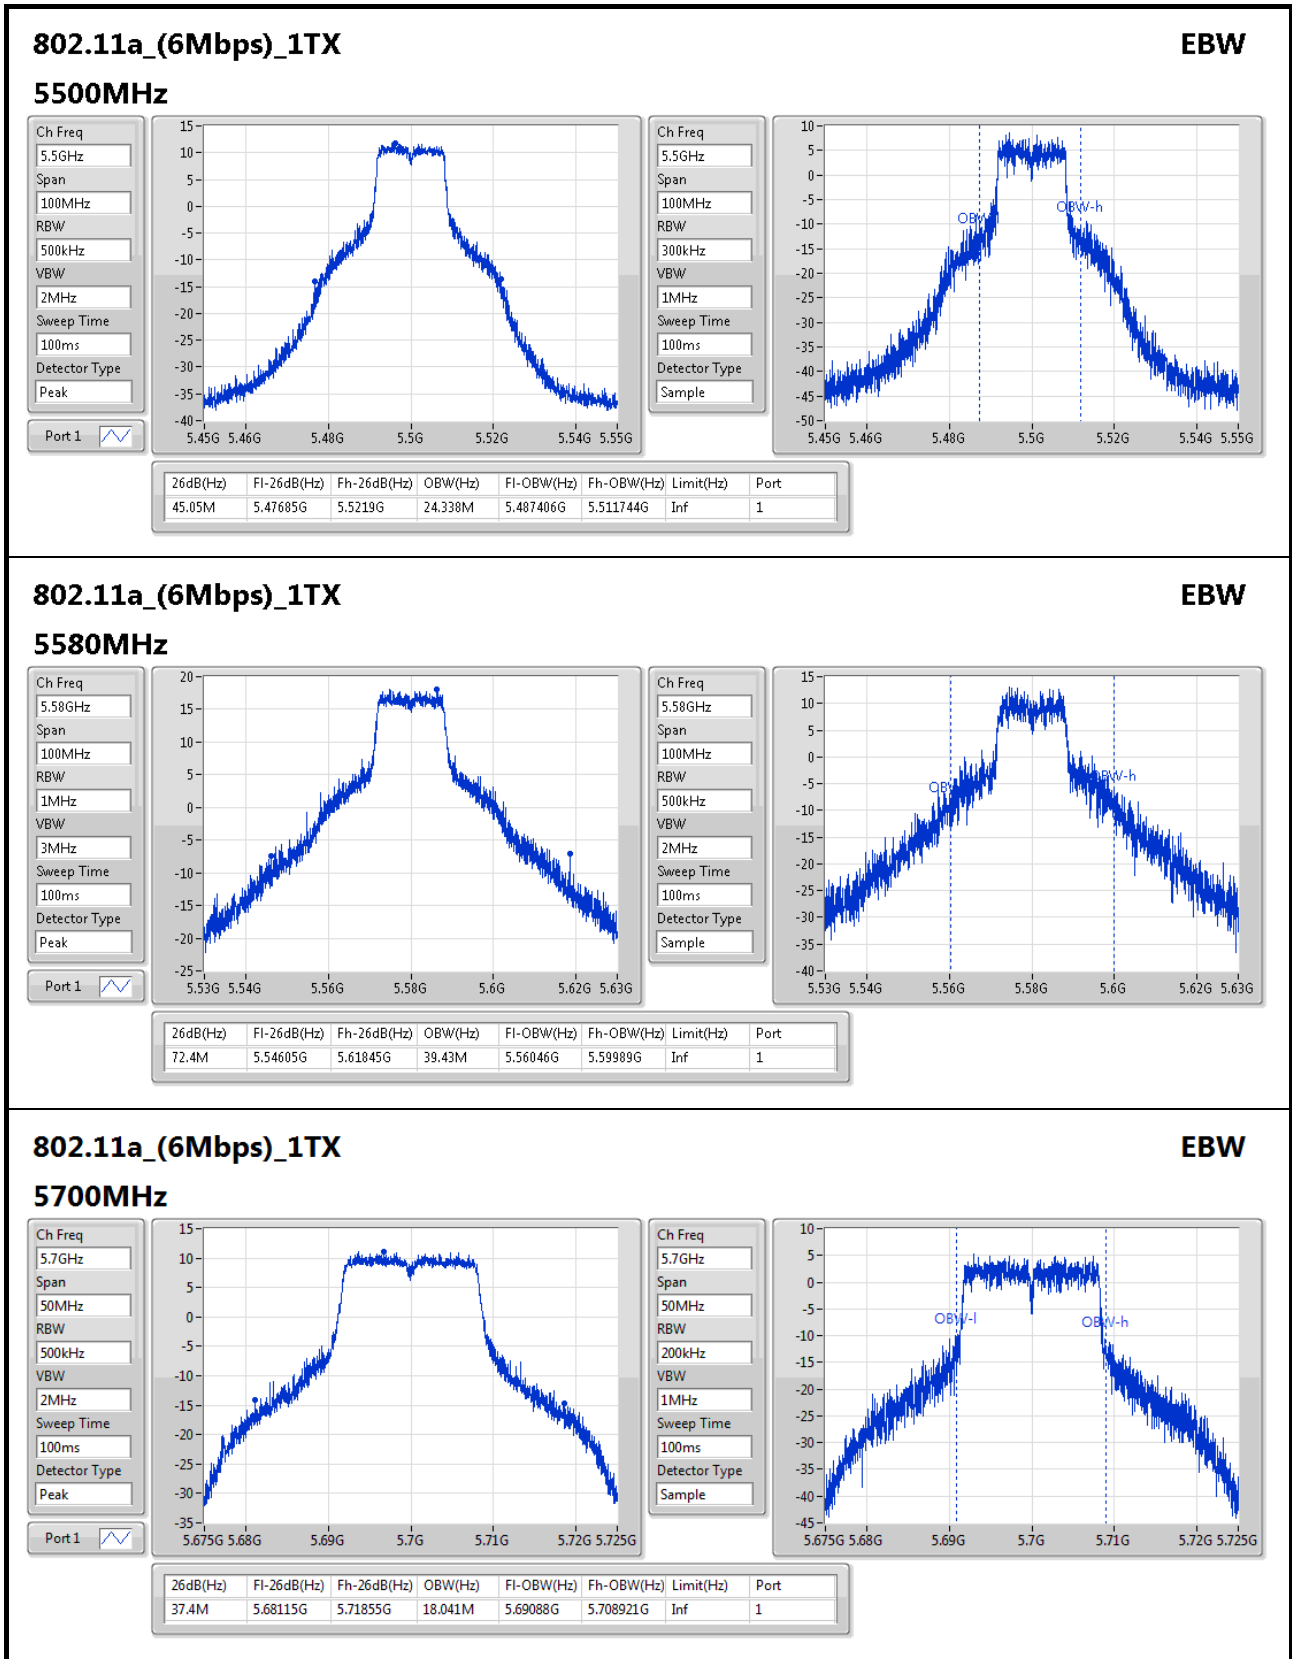 802.11a_(6Mbps)_1TX EBW
5500MHz
Ch Freq
5.5GHz
Span
100MHz
RBW
500kHz
VBW
2MHz
Sweep Time
100ms
Detector Type
Peak
Port 1
15
10
5
0
-5
-10
-15
-20
-25
-30
-35
-40
5.45G 5.46G 5.48G 5.5G 5.52G 5.54G 5.55G
Ch Freq
5.5GHz
Span
100MHz
RBW
300kHz
VBW
1MHz
Sweep Time
100ms
Detector Type
Sample
10
5
0
-5
-10
-15
-20
-25
-30
-35
-40
-45
-50
OBW-h
5.45G 5.46G 5.48G 5.5G 5.52G 5.54G 5.55G
26dB(Hz) Fl-26dB(Hz) Fh-26dB(Hz) OBW(Hz) Fl-OBW(Hz) Fh-OBW(Hz) Limit(Hz) Port
45.05M 5.47685G 5.5219G 24.338M 5.487406G 5.511744G Inf 1
802.11a_(6Mbps)_1TX EBW
5580MHz
Ch Freq
5.58GHz
Span
100MHz
RBW
1MHz
VBW
3MHz
Sweep Time
100ms
Detector Type
Peak
Port 1
20
15
10
5
0
-5
-10
-15
-20
-25
5.53G 5.54G 5.56G 5.58G 5.6G 5.62G 5.63G
Ch Freq
5.58GHz
Span
100MHz
RBW
500kHz
VBW
2MHz
Sweep Time
100ms
Detector Type
Sample
15
10
5
0
-5
-10
-15
-20
-25
-30
-35
-40
OBW-h
5.53G 5.54G 5.56G 5.58G 5.6G 5.62G 5.63G
26dB(Hz) Fl-26dB(Hz) Fh-26dB(Hz) OBW(Hz) Fl-OBW(Hz) Fh-OBW(Hz) Limit(Hz) Port
72.4M 5.54605G 5.61845G 39.43M 5.56046G 5.59989G Inf 1
802.11a_(6Mbps)_1TX EBW
5700MHz
Ch Freq
5.7GHz
Span
50MHz
RBW
500kHz
VBW
2MHz
Sweep Time
100ms
Detector Type
Peak
Port 1
15
10
5
0
-5
-10
-15
-20
-25
-30
-35
5.675G 5.68G 5.69G 5.7G 5.71G 5.72G 5.725G
Ch Freq
5.7GHz
Span
50MHz
RBW
200kHz
VBW
1MHz
Sweep Time
100ms
Detector Type
Sample
10
5
0
-5
-10
-15
-20
-25
-30
-35
-40
-45
OBW-l
OBW-h
5.675G 5.68G 5.69G 5.7G 5.71G 5.72G 5.725G
26dB(Hz) Fl-26dB(Hz) Fh-26dB(Hz) OBW(Hz) Fl-OBW(Hz) Fh-OBW(Hz) Limit(Hz) Port
37.4M 5.68115G 5.71855G 18.041M 5.69088G 5.708921G Inf 1